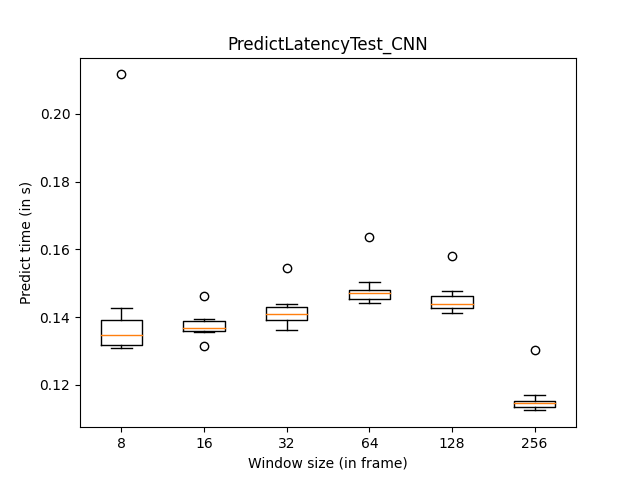 PredictLatencyTest_CNN
0.20
0.18
0.16
0.14
0.12
Predict time (in s)
8 16 32 64 128 256
Window size (in frame)